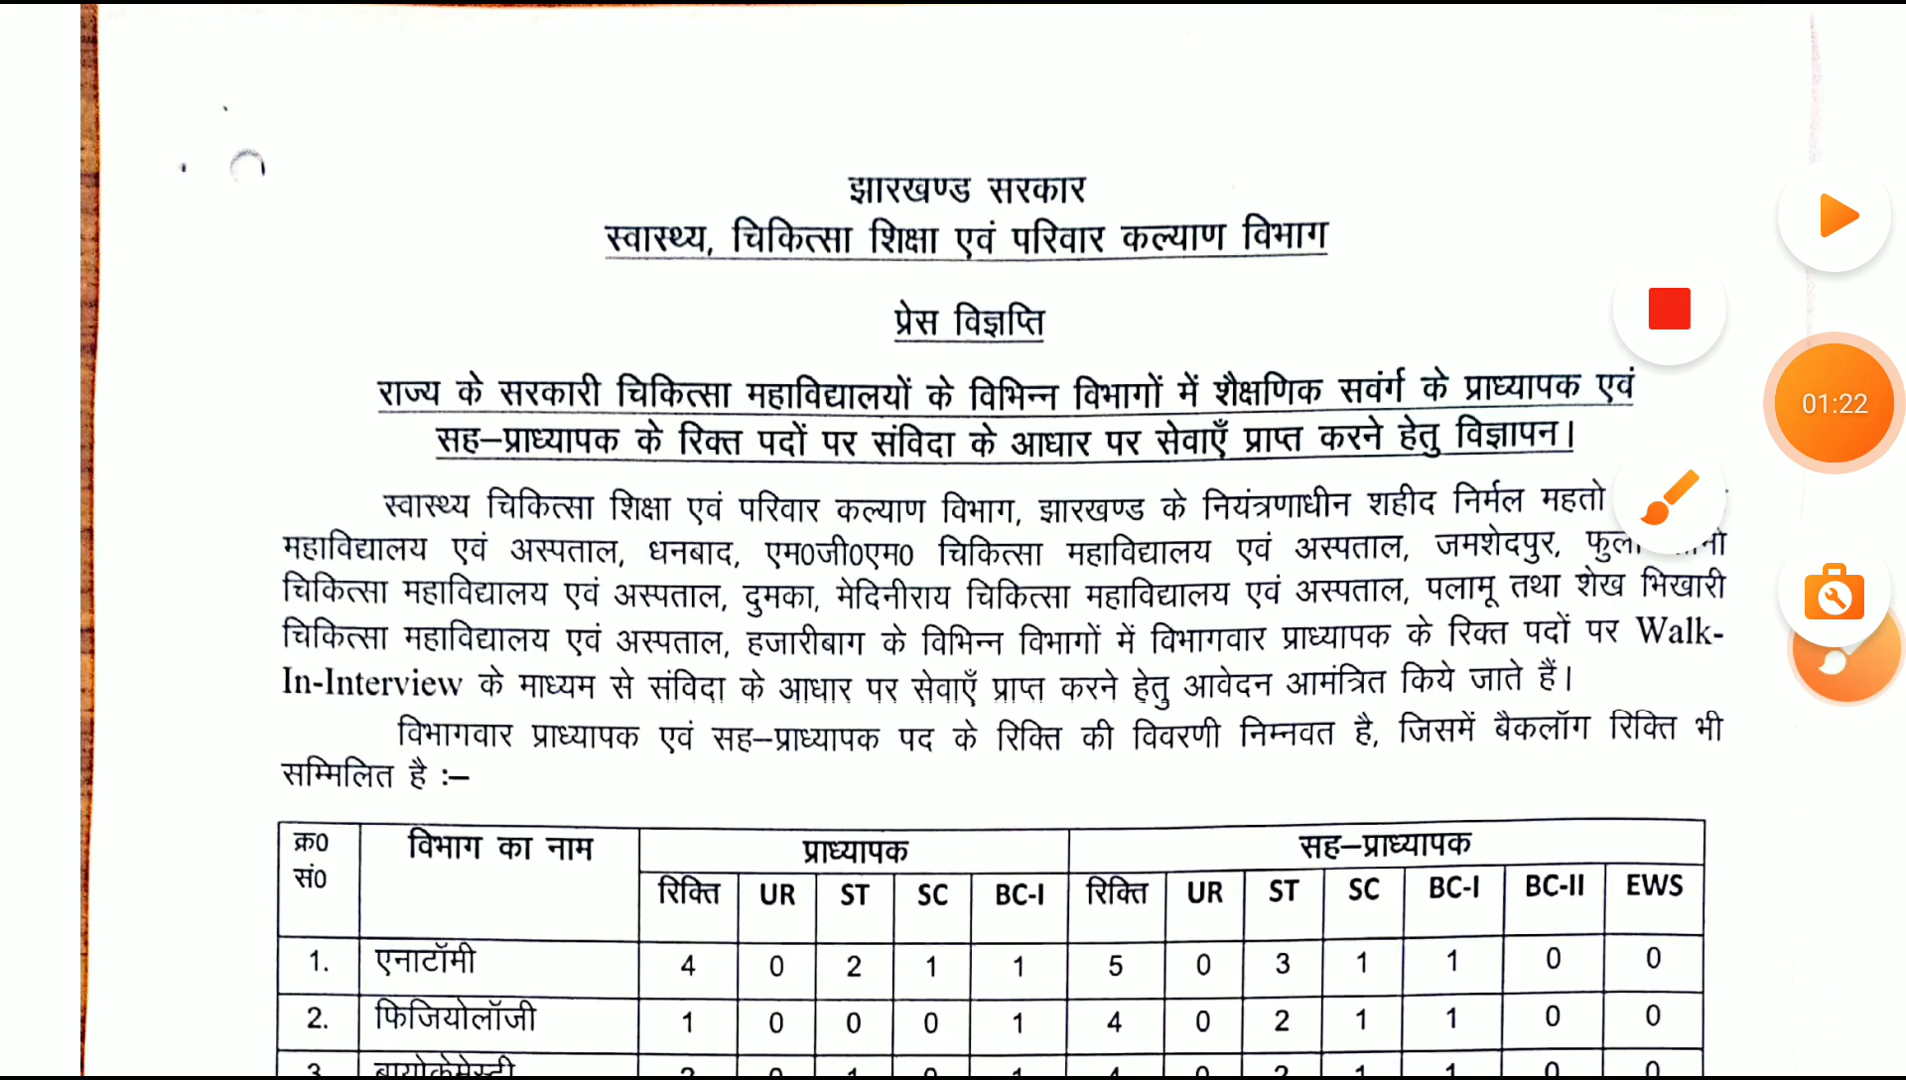 झारखण्ड सरकार
स्वास्थ्य, चिकित्सा शिक्षा एवं परिवार कल्याण विभाग
प्रेस विज्ञप्ति
राज्य के सरकारी चिकित्सा महाविद्यालयों के विभिन्न विभागों में शैक्षणिक सवंर्ग के प्राध्यापक एवं
सह–प्राध्यापक के रिक्त पदों पर संविदा के आधार पर सेवाएँ प्राप्त करने हेतु विज्ञापन।
स्वास्थ्य चिकित्सा शिक्षा एवं परिवार कल्याण विभाग, झारखण्ड के नियंत्रणाधीन शहीद निर्मल महतो
महाविद्यालय एवं अस्पताल, धनबाद, एम0जी0एम0 चिकित्सा महाविद्यालय एवं अस्पताल, जमशेदपुर,
चिकित्सा महाविद्यालय एवं अस्पताल, दुमका, मेदिनीराय चिकित्सा महाविद्यालय एवं अस्पताल, पलामू तथा शेख भिखारी
चिकित्सा महाविद्यालय एवं अस्पताल, हजारीबाग के विभिन्न विभागों में विभागवार प्राध्यापक के रिक्त पदों पर Walk-
In-Interview के माध्यम से संविदा के आधार पर सेवाएँ प्राप्त करने हेतु आवेदन आमंत्रित किये जाते हैं।
विभागवार प्राध्यापक एवं सह–प्राध्यापक पद के रिक्ति की विवरणी निम्नवत है, जिसमें बैकलॉग रिक्ति भी
सम्मिलित है :–
क्र0 सं0 विभाग का नाम प्राध्यापक सह–प्राध्यापक
रिक्ति UR ST SC BC-I रिक्ति UR ST SC BC-I BC-II EWS
1. एनाटॉमी 4 0 2 1 1 5 0 3 1 1 0 0
2. फिजियोलॉजी 1 0 0 0 1 4 0 2 1 1 0 0
01:22